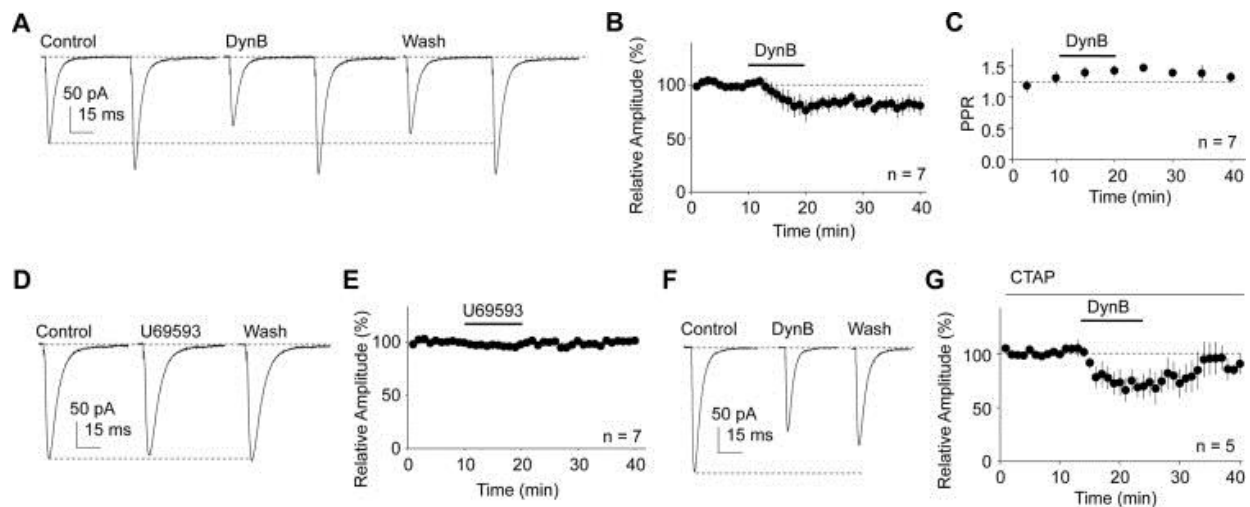 A
Control DynB Wash
50 pA
15 ms
B
DynB
Relative Amplitude (%)
100
50
0
n = 7
0 10 20 30 40
Time (min)
C
DynB
PPR
1.5
1.0
0.5
0.0
n = 7
0 10 20 30 40
Time (min)
D
Control U69593 Wash
50 pA
15 ms
E
U69593
Relative Amplitude (%)
100
50
0
n = 7
0 10 20 30 40
Time (min)
F
Control DynB Wash
50 pA
15 ms
G
CTAP
DynB
Relative Amplitude (%)
100
50
0
n = 5
0 10 20 30 40
Time (min)